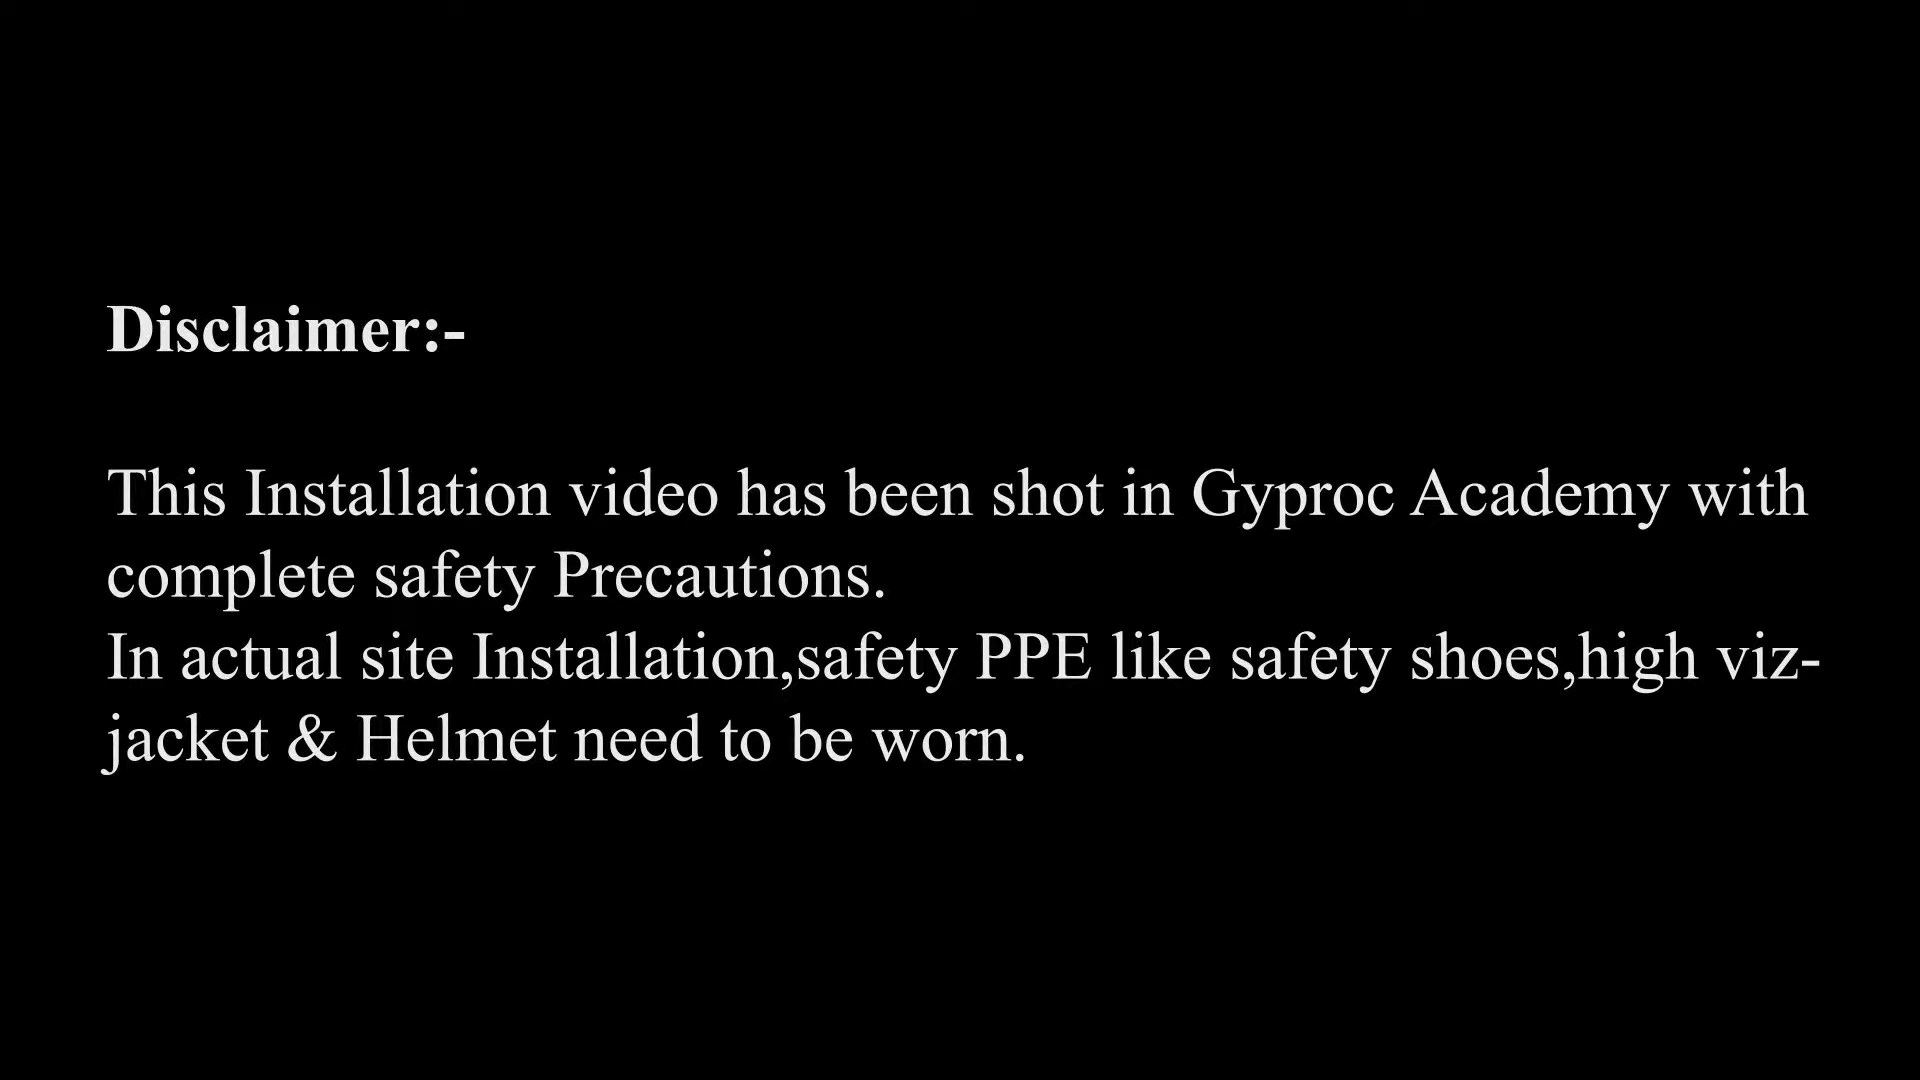 Disclaimer:-
This Installation video has been shot in Gyproc Academy with
complete safety Precautions.
In actual site Installation,safety PPE like safety shoes,high viz-
jacket & Helmet need to be worn.